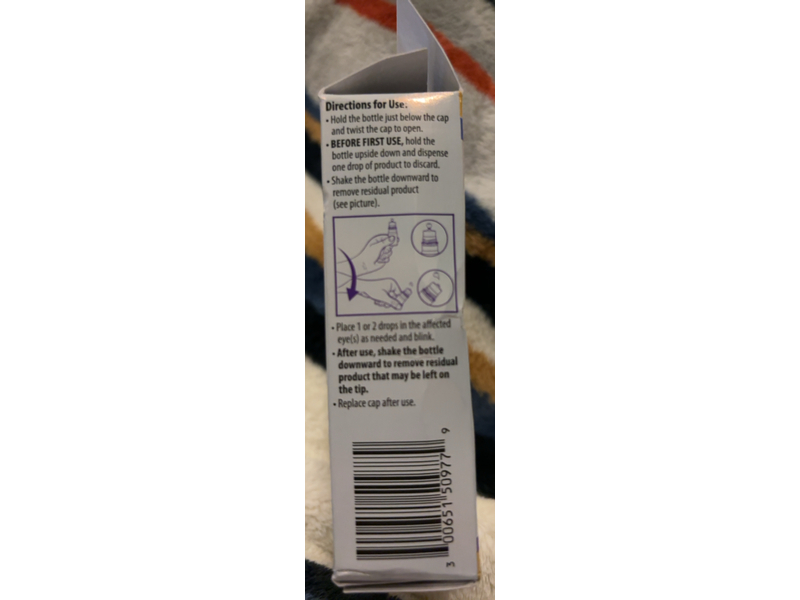 Directions for Use:
• Hold the bottle just below the cap
and twist the cap to open.
• BEFORE FIRST USE, hold the
bottle upside down and dispense
one drop of product to discard.
• Shake the bottle downward to
remove residual product
(see picture).
• Place 1 or 2 drops in the affected
eye(s) as needed and blink.
• After use, shake the bottle
downward to remove residual
product that may be left on
the tip.
• Replace cap after use.
3 00651 50977 9